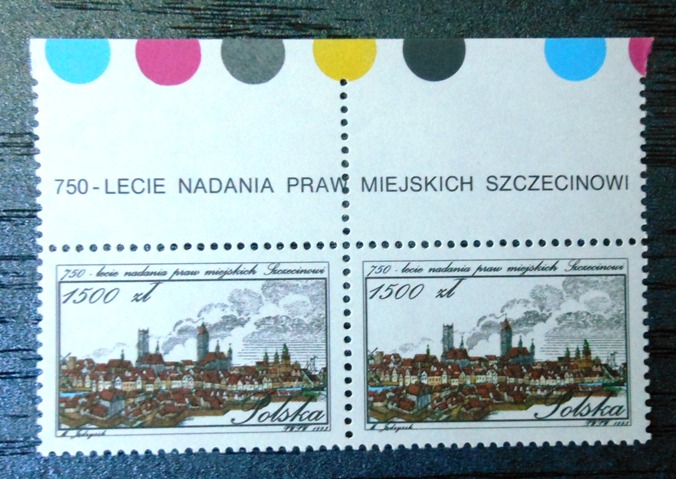 750-LECIE NADANIA PRAW MIEJSKICH SZCZECINOWI
750 - lecie nadania praw miejskich Szczecinowi
1500 zł
Polska
750 - lecie nadania praw miejskich Szczecinowi
1500 zł
Polska